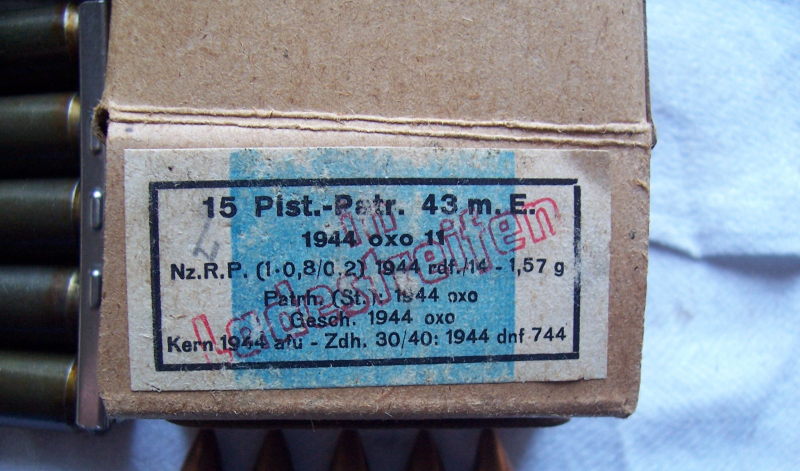 15 Pist.-Patr. 43 m. E.
1944 oxo 11
Nz.R.P. (1·0,8/0,2) 1944 rdf./14 - 1,57 g
Patrh. (St.): 1944 oxo
Gesch. 1944 oxo
Kern 1944 afu - Zdh. 30/40: 1944 dnf 744
in
Ladestreifen